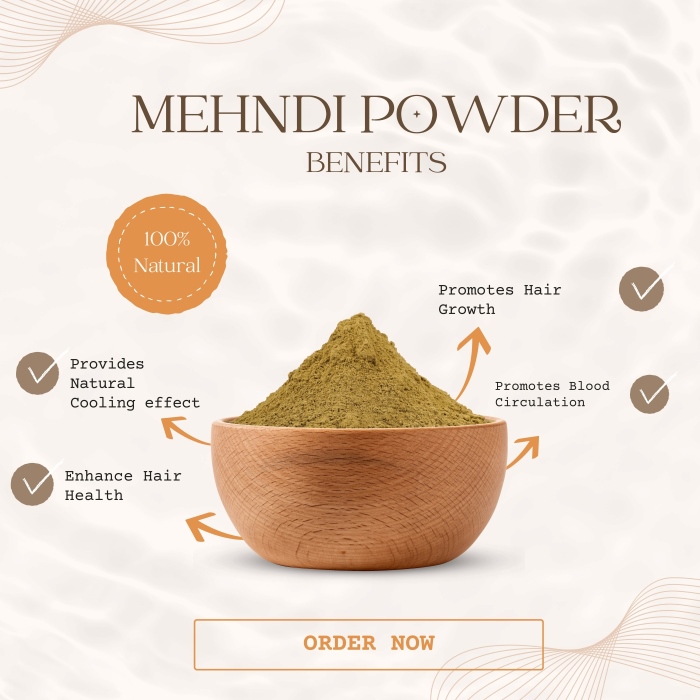 MEHNDI POWDER
BENEFITS
100%
Natural
Promotes Hair
Growth
Provides
Natural
Cooling effect
Promotes Blood
Circulation
Enhance Hair
Health
ORDER NOW